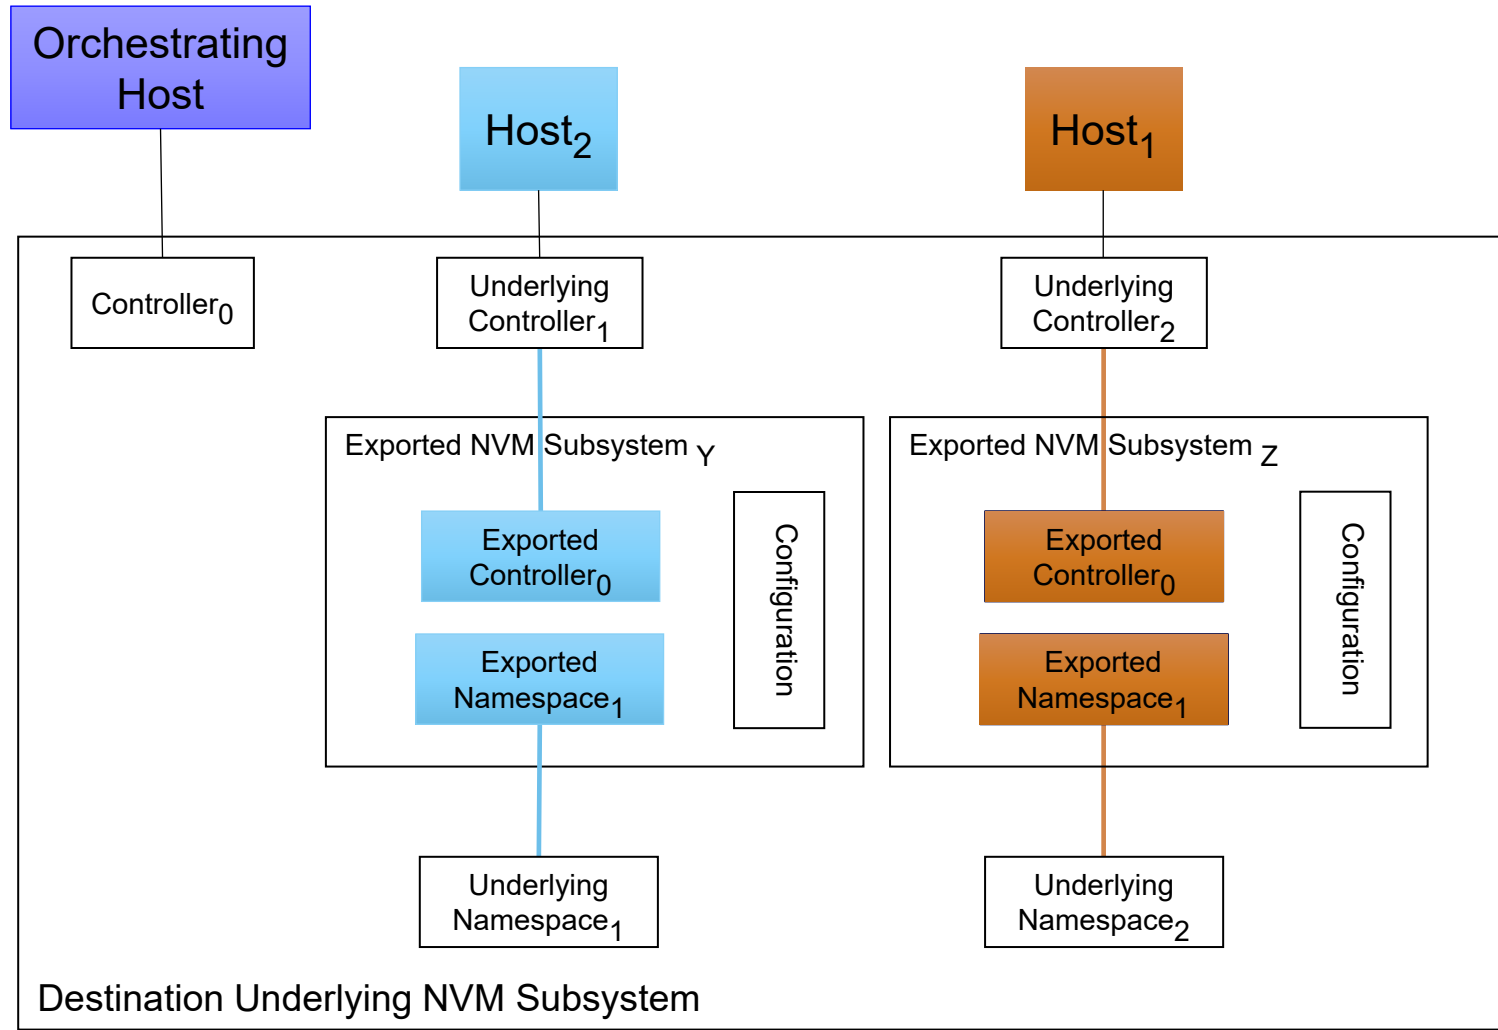 Orchestrating
Host
Host₂
Host₁
Controller₀
Underlying
Controller₁
Underlying
Controller₂
Exported NVM Subsystem Y
Exported
Controller₀
Exported
Namespace₁
Configuration
Exported NVM Subsystem Z
Exported
Controller₀
Exported
Namespace₁
Configuration
Underlying
Namespace₁
Underlying
Namespace₂
Destination Underlying NVM Subsystem